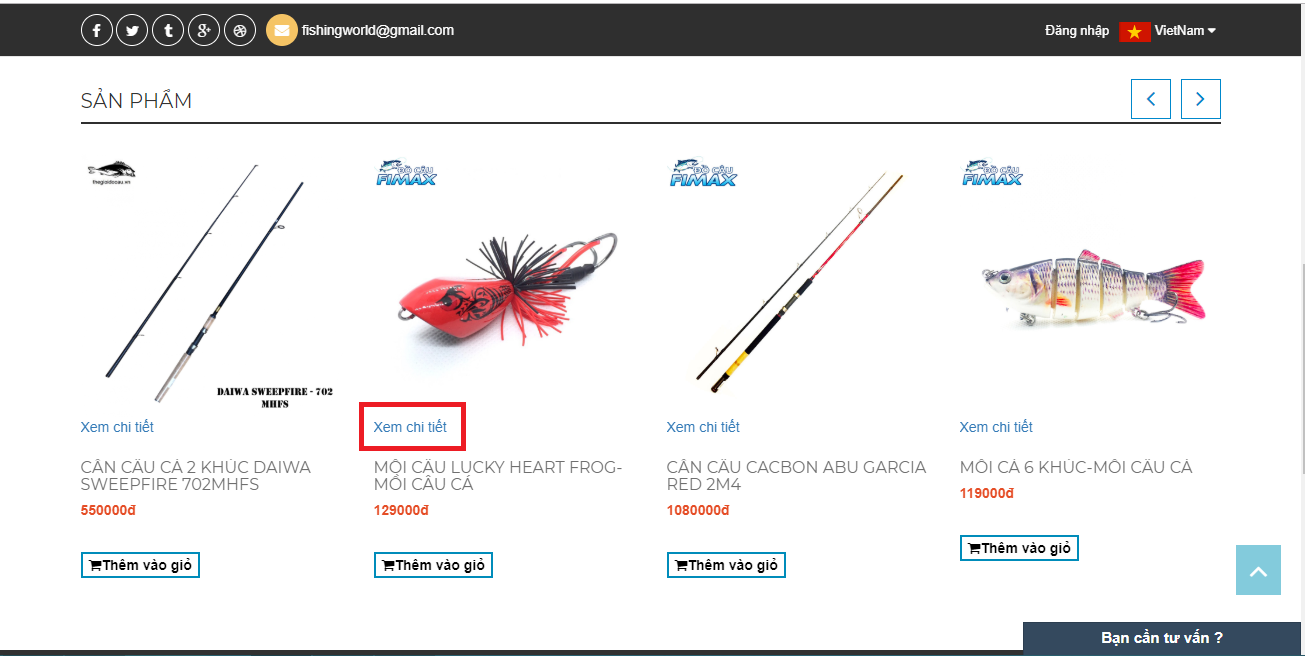 fishingworld@gmail.com
Đăng nhập
VietNam
SẢN PHẨM
thegioidocau.vn
ĐỒ CÂU
FIMAX
ĐỒ CÂU
FIMAX
ĐỒ CÂU
FIMAX
DAIWA SWEEPFIRE - 702
MHFS
Xem chi tiết
Xem chi tiết
Xem chi tiết
Xem chi tiết
CẦN CÂU CÁ 2 KHÚC DAIWA
SWEEPFIRE 702MHFS
550000đ
Thêm vào giỏ
MỒI CÂU LUCKY HEART FROG-
MỒI CÂU CÁ
129000đ
Thêm vào giỏ
CẦN CÂU CACBON ABU GARCIA
RED 2M4
1080000đ
Thêm vào giỏ
MỒI CÁ 6 KHÚC-MỒI CÂU CÁ
119000đ
Thêm vào giỏ
Bạn cần tư vấn ?